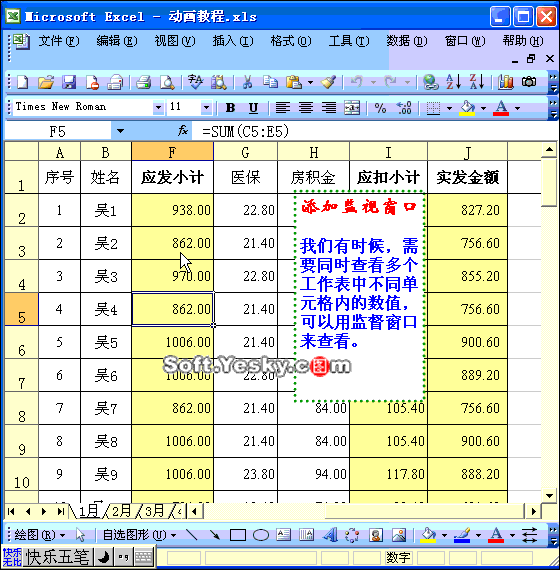 Microsoft Excel - 动画教程.xls
文件(F) 编辑(E) 视图(V) 插入(I) 格式(O) 工具(T) 数据(D) 窗口(W) 帮助(H)
Times New Roman 11 B U
F5 fx =SUM(C5:E5)
A B F G H I J
1 序号 姓名 应发小计 医保 房积金 应扣小计 实发金额
2 1 吴1 938.00 22.80 827.20
3 2 吴2 862.00 21.40 756.60
4 3 吴3 970.00 22.80 855.20
5 4 吴4 862.00 21.40 756.60
6 5 吴5 1006.00 21.40 900.60
7 6 吴6 1006.00 22.80 889.20
8 7 吴7 862.00 21.40 84.00 105.40 756.60
9 8 吴8 1006.00 21.40 84.00 105.40 900.60
10 9 吴9 1006.00 23.80 94.00 117.80 888.20
添加监视窗口
我们有时候，需
要同时查看多个
工作表中不同单
元格内的数值，
可以用监督窗口
来查看。
Soft.Yesky.c图m
1月 2月 3月
绘图(R) 自选图形(U)
快乐无比 快乐五笔 数字